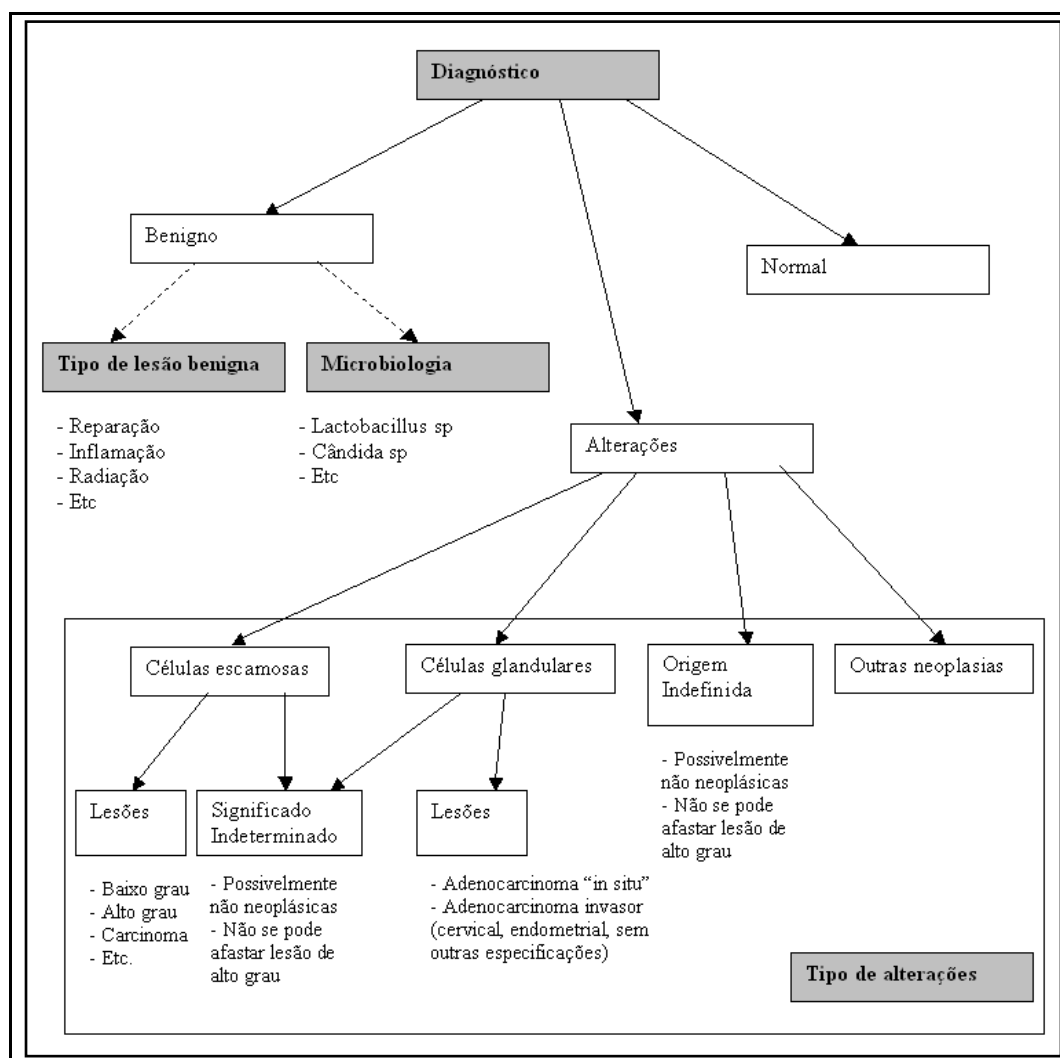 Diagnóstico
Benigno
Normal
Tipo de lesão benigna
Microbiologia
- Reparação
- Inflamação
- Radiação
- Etc
- Lactobacillus sp
- Cândida sp
- Etc
Alterações
Células escamosas
Células glandulares
Origem
Indefinida
Outras neoplasias
- Possivelmente
não neoplásicas
- Não se pode
afastar lesão de
alto grau
Lesões
Significado
Indeterminado
Lesões
- Baixo grau
- Alto grau
- Carcinoma
- Etc.
- Possivelmente
não neoplásicas
- Não se pode
afastar lesão de
alto grau
- Adenocarcinoma “in situ”
- Adenocarcinoma invasor
(cervical, endometrial, sem
outras especificações)
Tipo de alterações